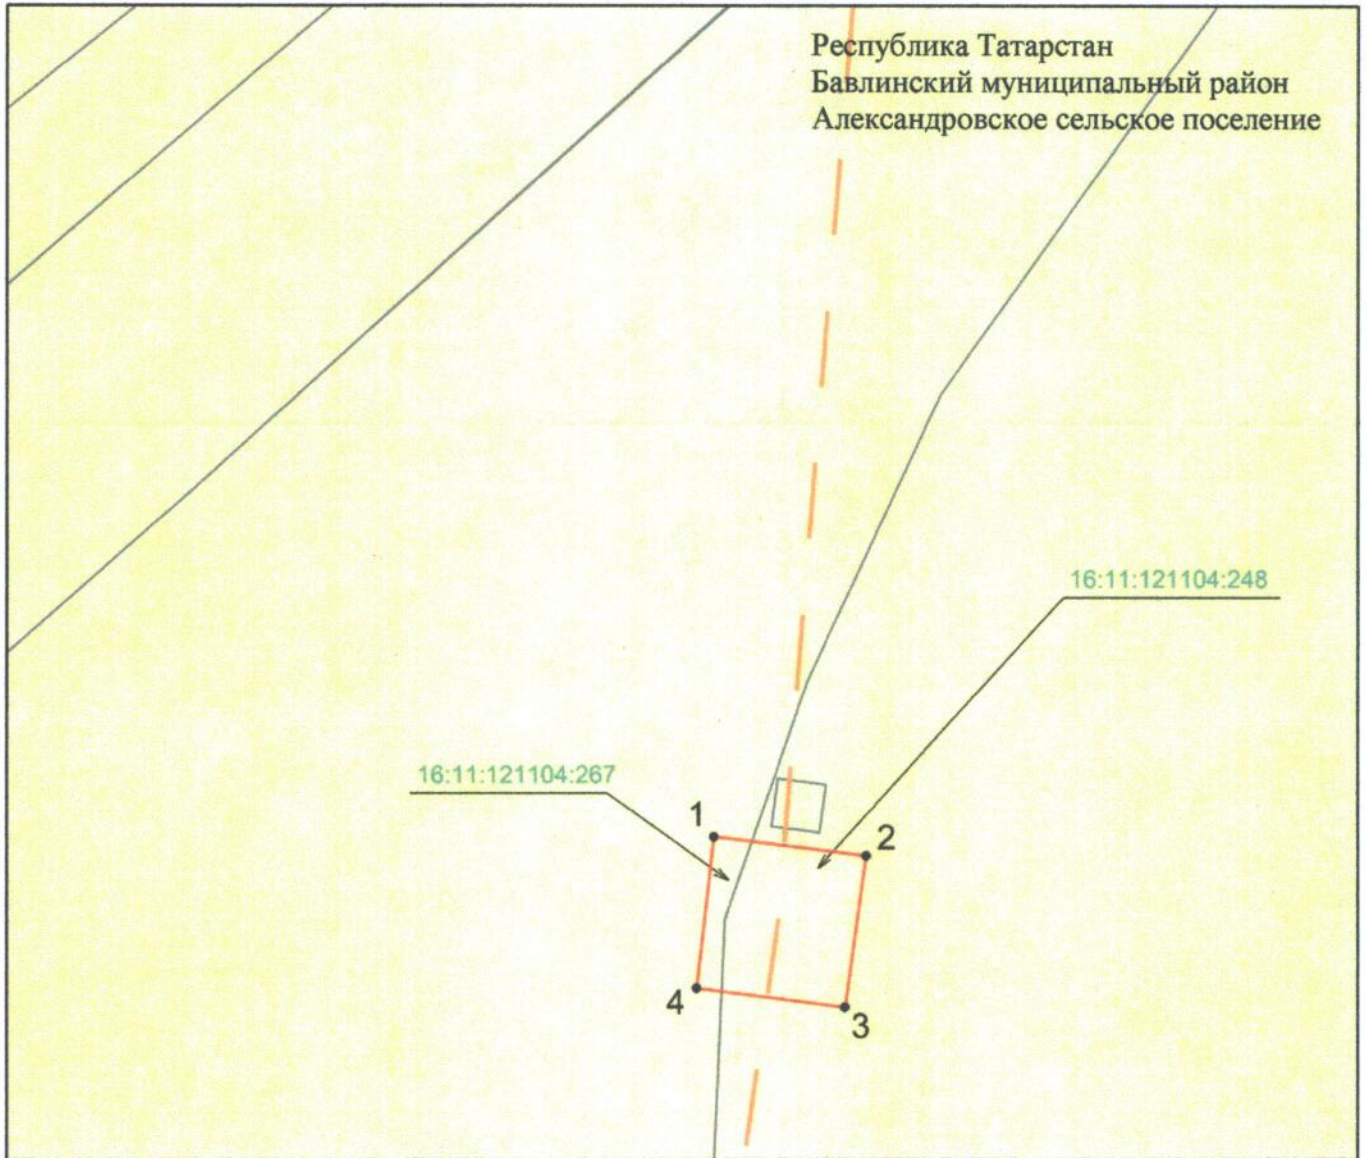 Республика Татарстан
Бавлинский муниципальный район
Александровское сельское поселение
16:11:121104:248
16:11:121104:267
1
2
4
3